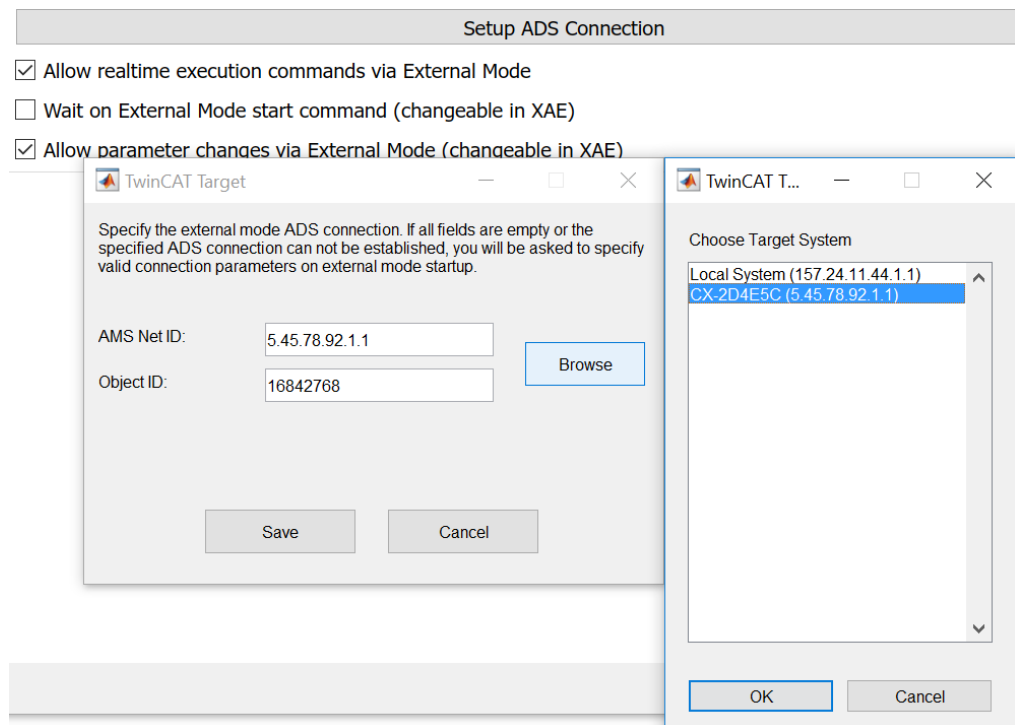 Setup ADS Connection
Allow realtime execution commands via External Mode
Wait on External Mode start command (changeable in XAE)
Allow parameter changes via External Mode (changeable in XAE)
TwinCAT Target
Specify the external mode ADS connection. If all fields are empty or the
specified ADS connection can not be established, you will be asked to specify
valid connection parameters on external mode startup.
AMS Net ID:
5.45.78.92.1.1
Browse
Object ID:
16842768
Save
Cancel
TwinCAT T...
Choose Target System
Local System (157.24.11.44.1.1)
CX-2D4E5C (5.45.78.92.1.1)
OK
Cancel